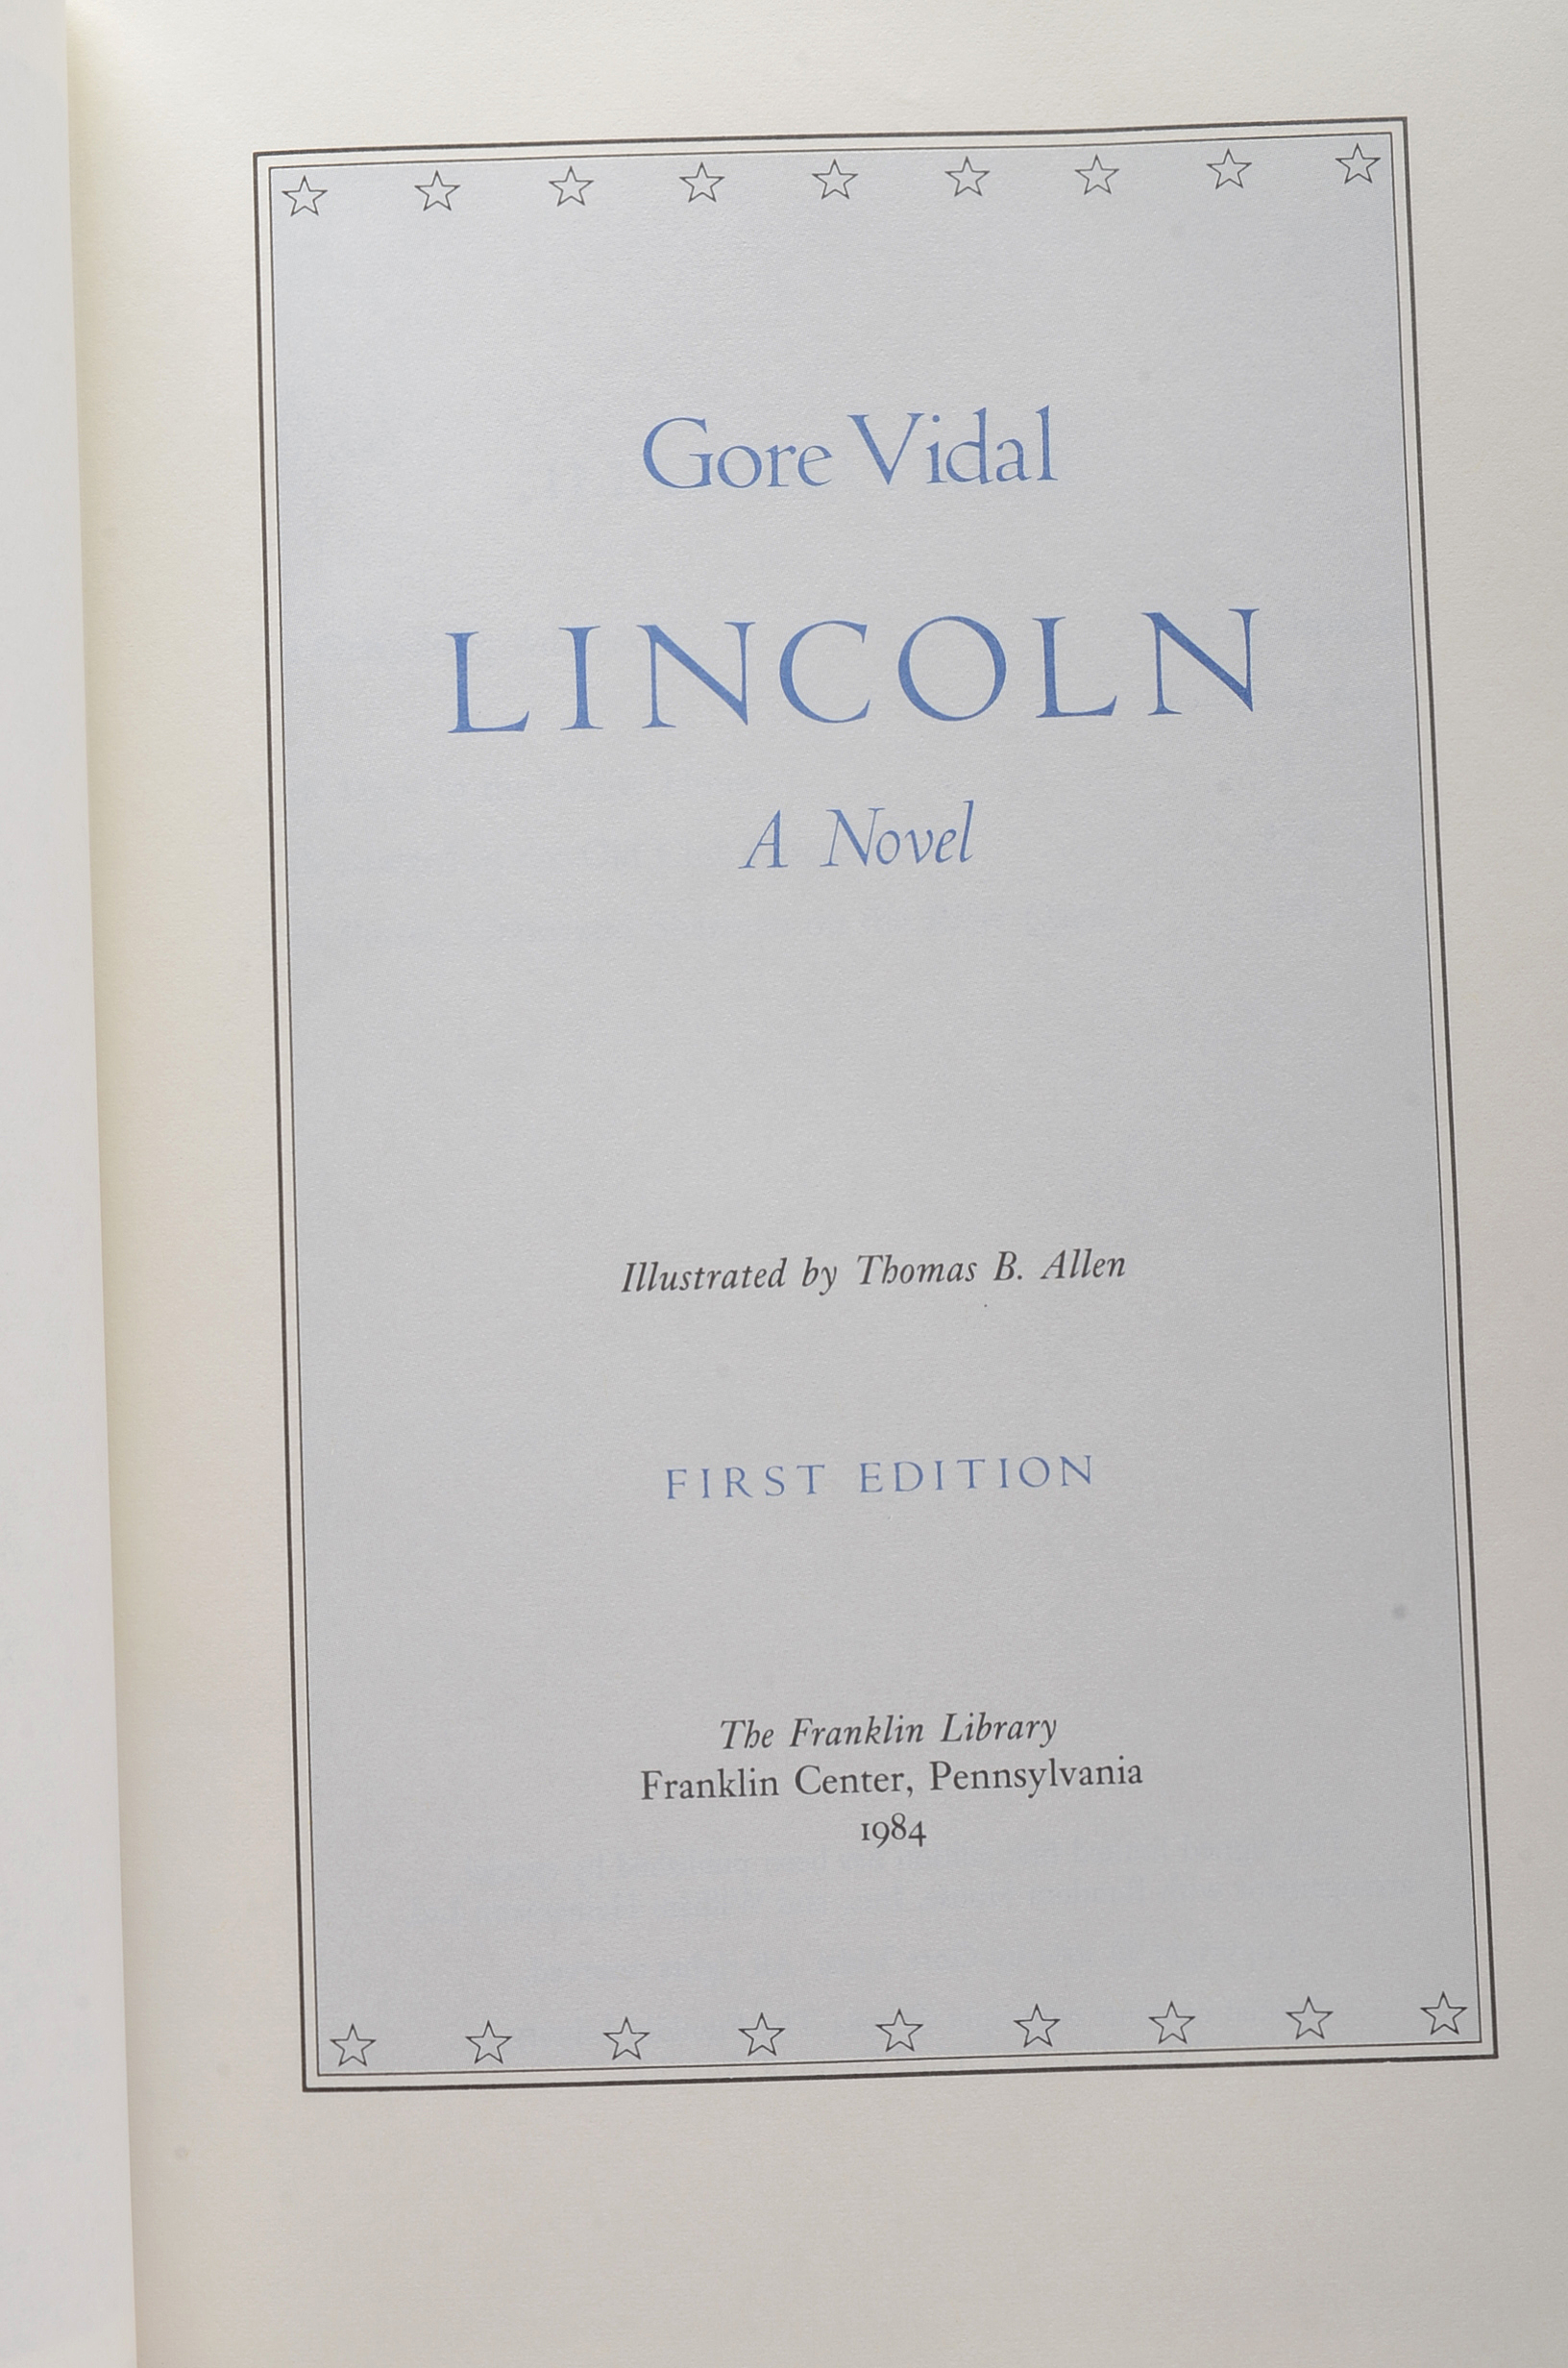 Gore Vidal
LINCOLN
A Novel
Illustrated by Thomas B. Allen
FIRST EDITION
The Franklin Library
Franklin Center, Pennsylvania
1984